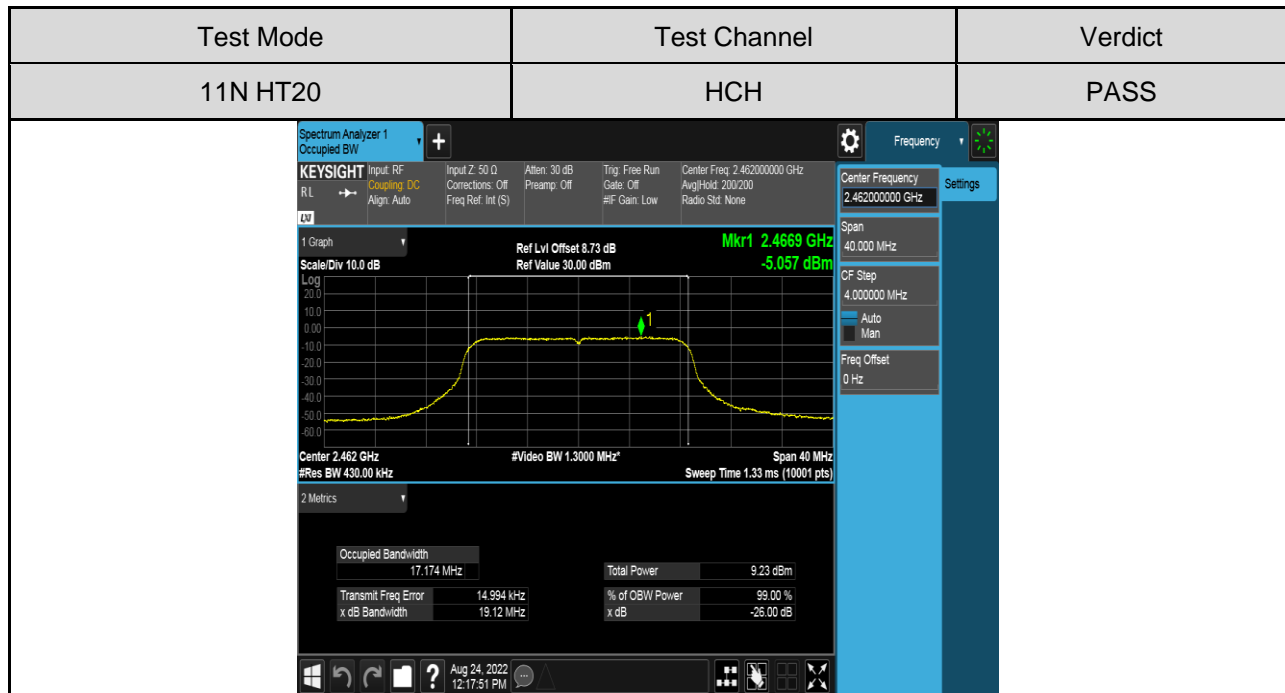 Test Mode
Test Channel
Verdict
11N HT20
HCH
PASS
Spectrum Analyzer 1
Occupied BW
+
Frequency
KEYSIGHT
R L
LXI
Input: RF
Coupling: DC
Align: Auto
Input Z: 50 Ω
Corrections: Off
Freq Ref: Int (S)
Atten: 30 dB
Preamp: Off
Trig: Free Run
Gate: Off
#IF Gain: Low
Center Freq: 2.462000000 GHz
Avg|Hold: 200/200
Radio Std: None
Center Frequency
2.462000000 GHz
Settings
Span
40.000 MHz
CF Step
4.000000 MHz
Auto
Man
Freq Offset
0 Hz
1 Graph
Scale/Div 10.0 dB
Ref Lvl Offset 8.73 dB
Ref Value 30.00 dBm
Mkr1 2.4669 GHz
-5.057 dBm
Log
20.0
10.0
0.00
-10.0
-20.0
-30.0
-40.0
-50.0
-60.0
1
Center 2.462 GHz
#Video BW 1.3000 MHz*
Span 40 MHz
#Res BW 430.00 kHz
Sweep Time 1.33 ms (10001 pts)
2 Metrics
Occupied Bandwidth
17.174 MHz
Total Power 9.23 dBm
Transmit Freq Error 14.994 kHz
% of OBW Power 99.00 %
x dB Bandwidth 19.12 MHz
x dB -26.00 dB
?
Aug 24, 2022
12:17:51 PM